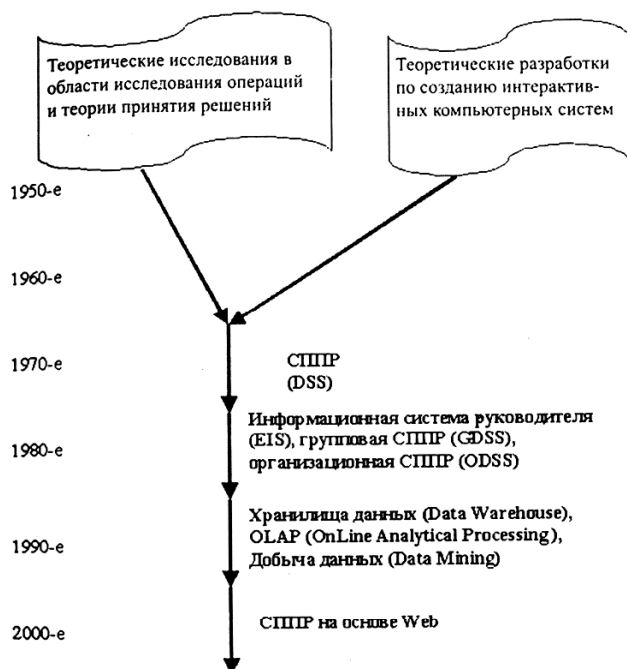 Теоретические исследования в
области исследования операций
и теории принятия решений
Теоретические разработки
по созданию интерактив-
ных компьютерных систем
1950-е
1960-е
1970-е
СППР
(DSS)
Информационная система руководителя
(EIS), групповая СППР (GDSS),
организационная СППР (ODSS)
1980-е
Хранилища данных (Data Warehouse),
OLAP (OnLine Analytical Processing),
Добыча данных (Data Mining)
1990-е
СППР на основе Web
2000-е